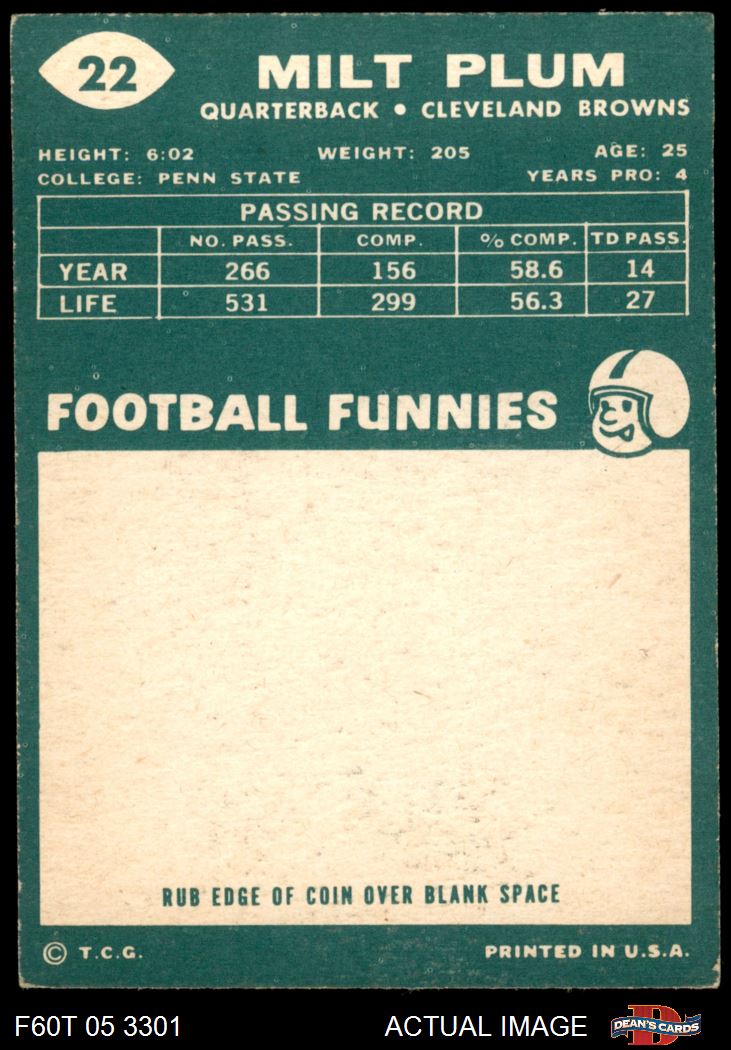 22
MILT PLUM
QUARTERBACK • CLEVELAND BROWNS
HEIGHT: 6:02 WEIGHT: 205 AGE: 25
COLLEGE: PENN STATE YEARS PRO: 4
PASSING RECORD
NO. PASS. COMP. % COMP. TD PASS.
YEAR 266 156 58.6 14
LIFE 531 299 56.3 27
FOOTBALL FUNNIES
RUB EDGE OF COIN OVER BLANK SPACE
© T.C.G. PRINTED IN U.S.A.
F60T 05 3301 ACTUAL IMAGE D DEAN'S CARDS